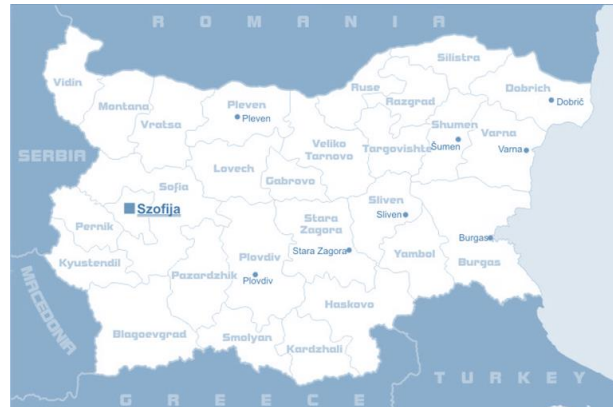 ROMANIA
Vidin
Montana
Vratsa
Pleven
Pleven
Ruse
Silistra
Razgrad
Dobrich
Dobrič
Shumen
Šumen
Varna
Varna
Targovishte
Veliko
Tarnovo
Lovech
Gabrovo
SERBIA
Sofia
Szofija
Pernik
Kyustendil
Sliven
Sliven
Stara
Zagora
Stara Zagora
Burgas
Burgas
Yambol
Plovdiv
Plovdiv
Pazardzhik
MACEDONIA
Haskovo
Blagoevgrad
Smolyan
Kardzhali
TURKEY
GREECE